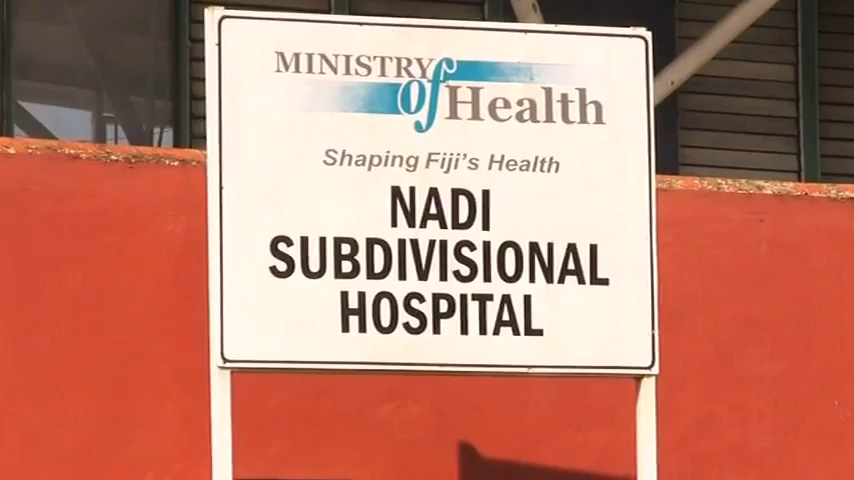 MINISTRY of Health
Shaping Fiji's Health
NADI
SUBDIVISIONAL
HOSPITAL